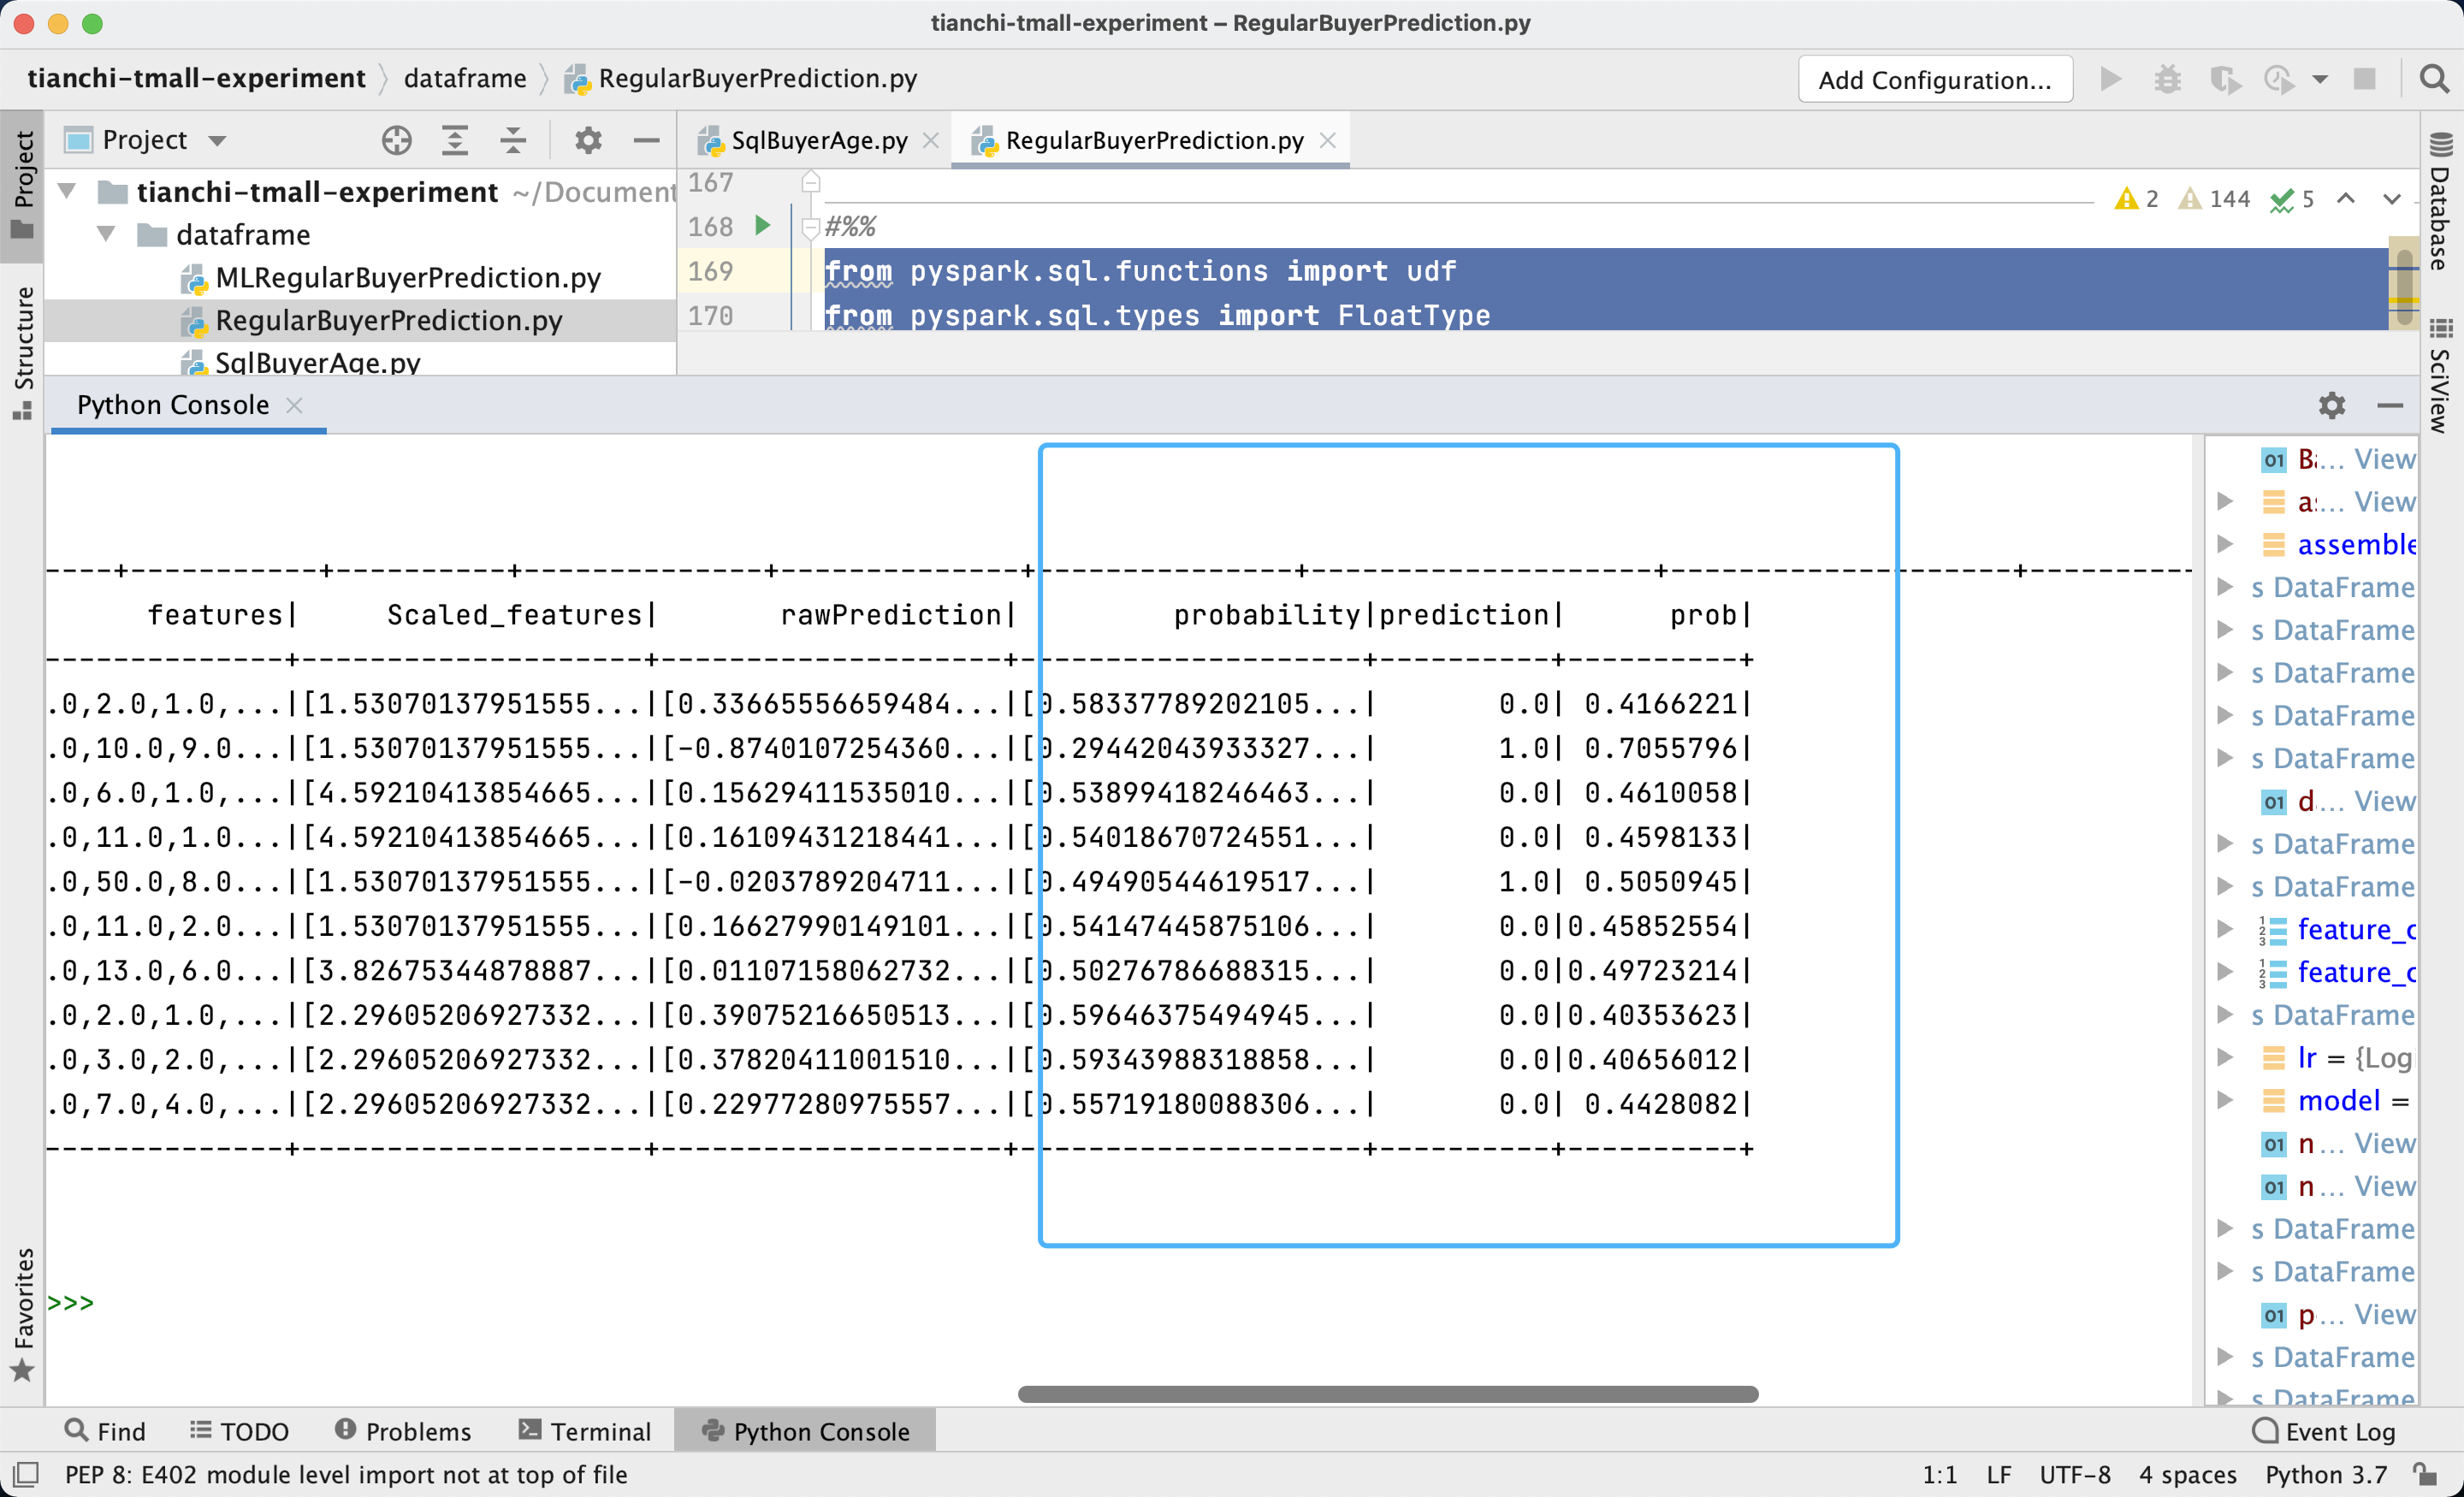 tianchi-tmall-experiment – RegularBuyerPrediction.py
tianchi-tmall-experiment dataframe RegularBuyerPrediction.py Add Configuration...
Project
Project
SqlBuyerAge.py RegularBuyerPrediction.py
tianchi-tmall-experiment ~/Document
dataframe
MLRegularBuyerPrediction.py
RegularBuyerPrediction.py
SqlBuyerAge.py
Structure
167
2 144 5
168 #%%
169 from pyspark.sql.functions import udf
170 from pyspark.sql.types import FloatType
Database
SciView
Python Console
----+-----------+----------+--------------+--------------+---------------+--------------------+--------------------+----------
features| Scaled_features| rawPrediction| probability|prediction| prob|
--------------+--------------------+--------------------+--------------------+----------+----------+
.0,2.0,1.0,...|[1.53070137951555...|[0.33665556659484...|[0.58337789202105...| 0.0| 0.4166221|
.0,10.0,9.0...|[1.53070137951555...|[-0.8740107254360...|[0.29442043933327...| 1.0| 0.7055796|
.0,6.0,1.0,...|[4.59210413854665...|[0.15629411535010...|[0.53899418246463...| 0.0| 0.4610058|
.0,11.0,1.0...|[4.59210413854665...|[0.16109431218441...|[0.54018670724551...| 0.0| 0.4598133|
.0,50.0,8.0...|[1.53070137951555...|[-0.0203789204711...|[0.49490544619517...| 1.0| 0.5050945|
.0,11.0,2.0...|[1.53070137951555...|[0.16627990149101...|[0.54147445875106...| 0.0|0.45852554|
.0,13.0,6.0...|[3.82675344878887...|[0.01107158062732...|[0.50276786688315...| 0.0|0.49723214|
.0,2.0,1.0,...|[2.29605206927332...|[0.39075216650513...|[0.59646375494945...| 0.0|0.40353623|
.0,3.0,2.0,...|[2.29605206927332...|[0.37820411001510...|[0.59343988318858...| 0.0|0.40656012|
.0,7.0,4.0,...|[2.29605206927332...|[0.22977280975557...|[0.55719180088306...| 0.0| 0.4428082|
--------------+--------------------+--------------------+--------------------+----------+----------+
>>>
01 Ba... View
as... View
assemble
s DataFrame
s DataFrame
s DataFrame
s DataFrame
s DataFrame
01 d... View
s DataFrame
s DataFrame
feature_c
feature_c
s DataFrame
lr = {Log
model =
01 n... View
01 n... View
s DataFrame
s DataFrame
01 p... View
s DataFrame
s DataFrame
Favorites
Find TODO Problems Terminal Python Console Event Log
PEP 8: E402 module level import not at top of file 1:1 LF UTF-8 4 spaces Python 3.7